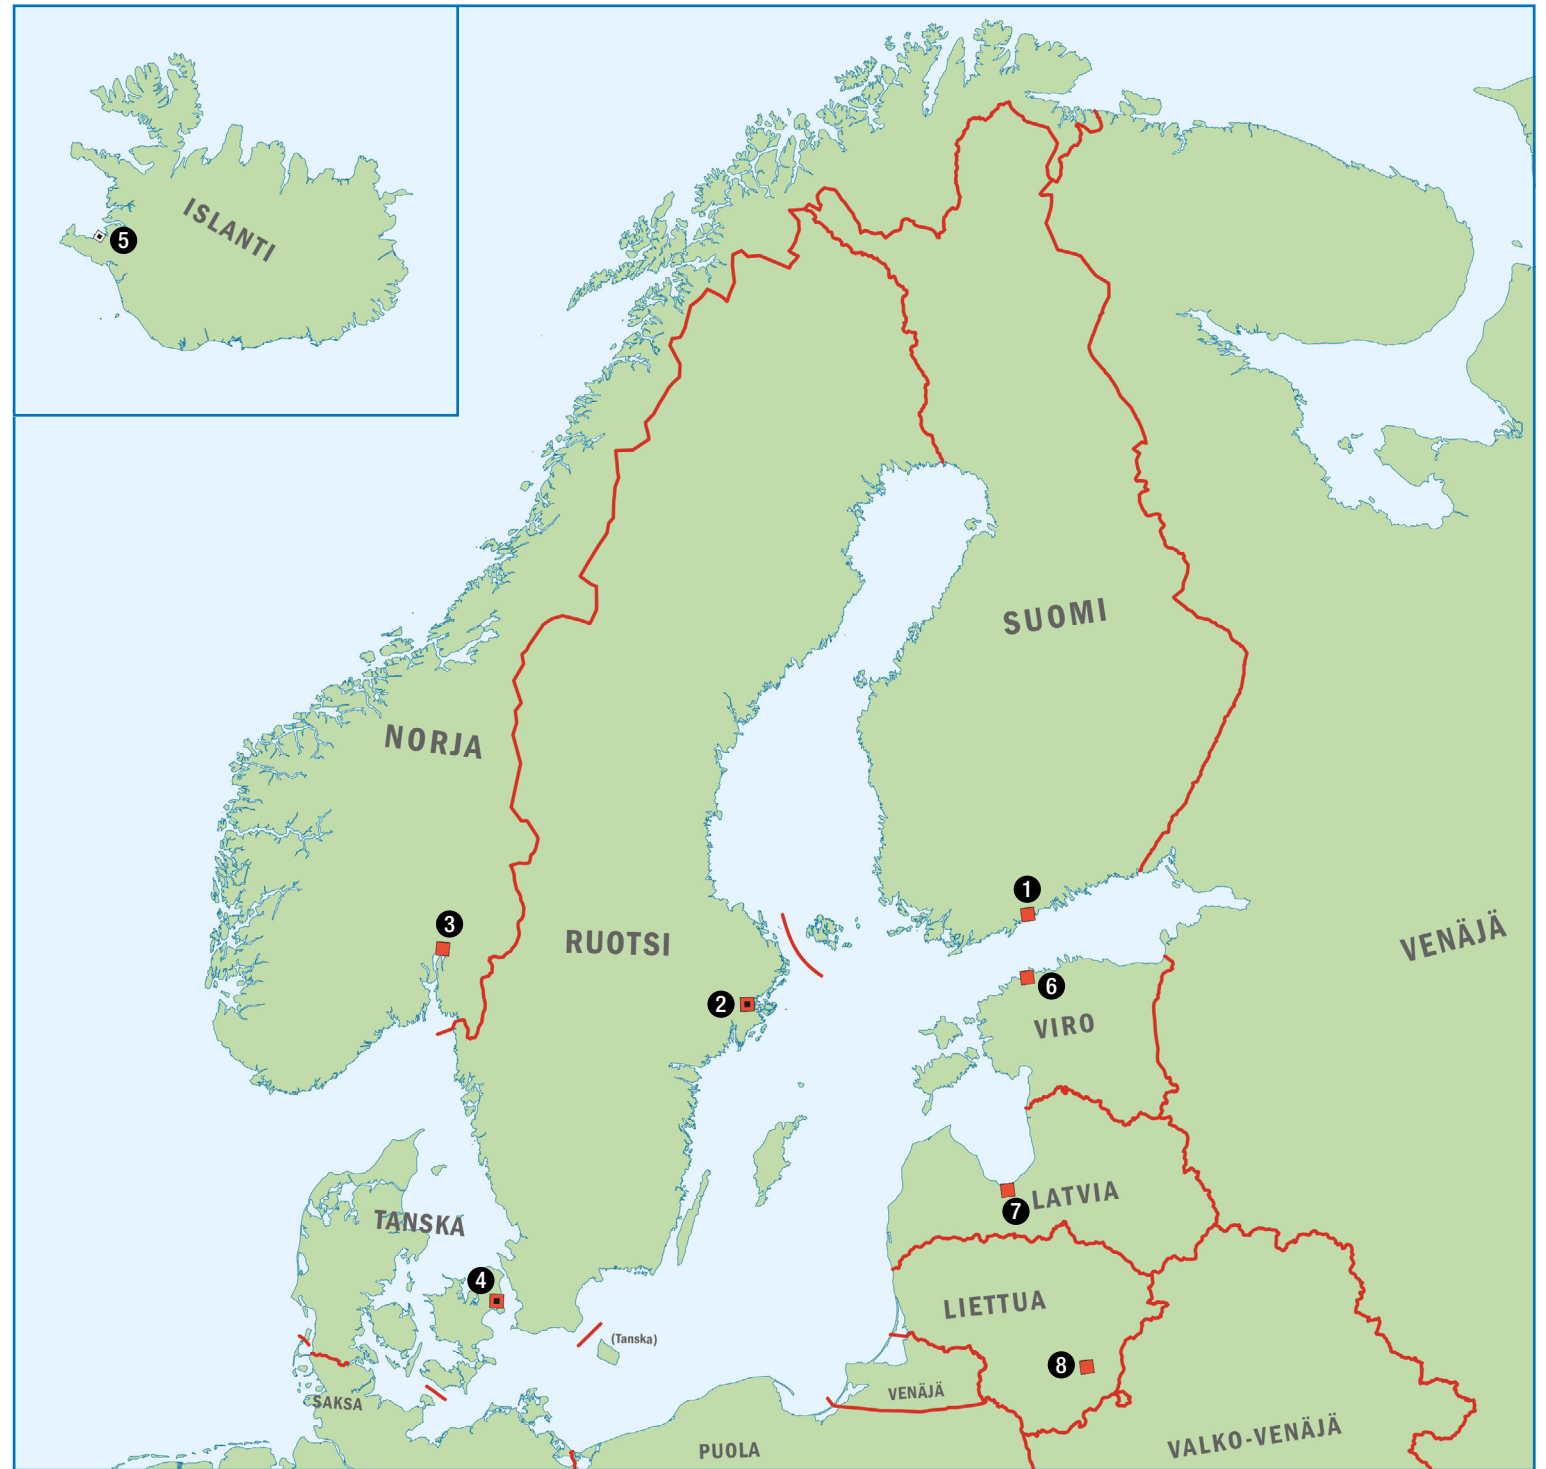 ISLANTI
5
SUOMI
NORJA
1
3
RUOTSI
VENÄJÄ
2
6
VIRO
LATVIA
7
TANSKA
4
LIETTUA
(Tanska)
8
VENÄJÄ
SAKSA
PUOLA
VALKO-VENÄJÄ